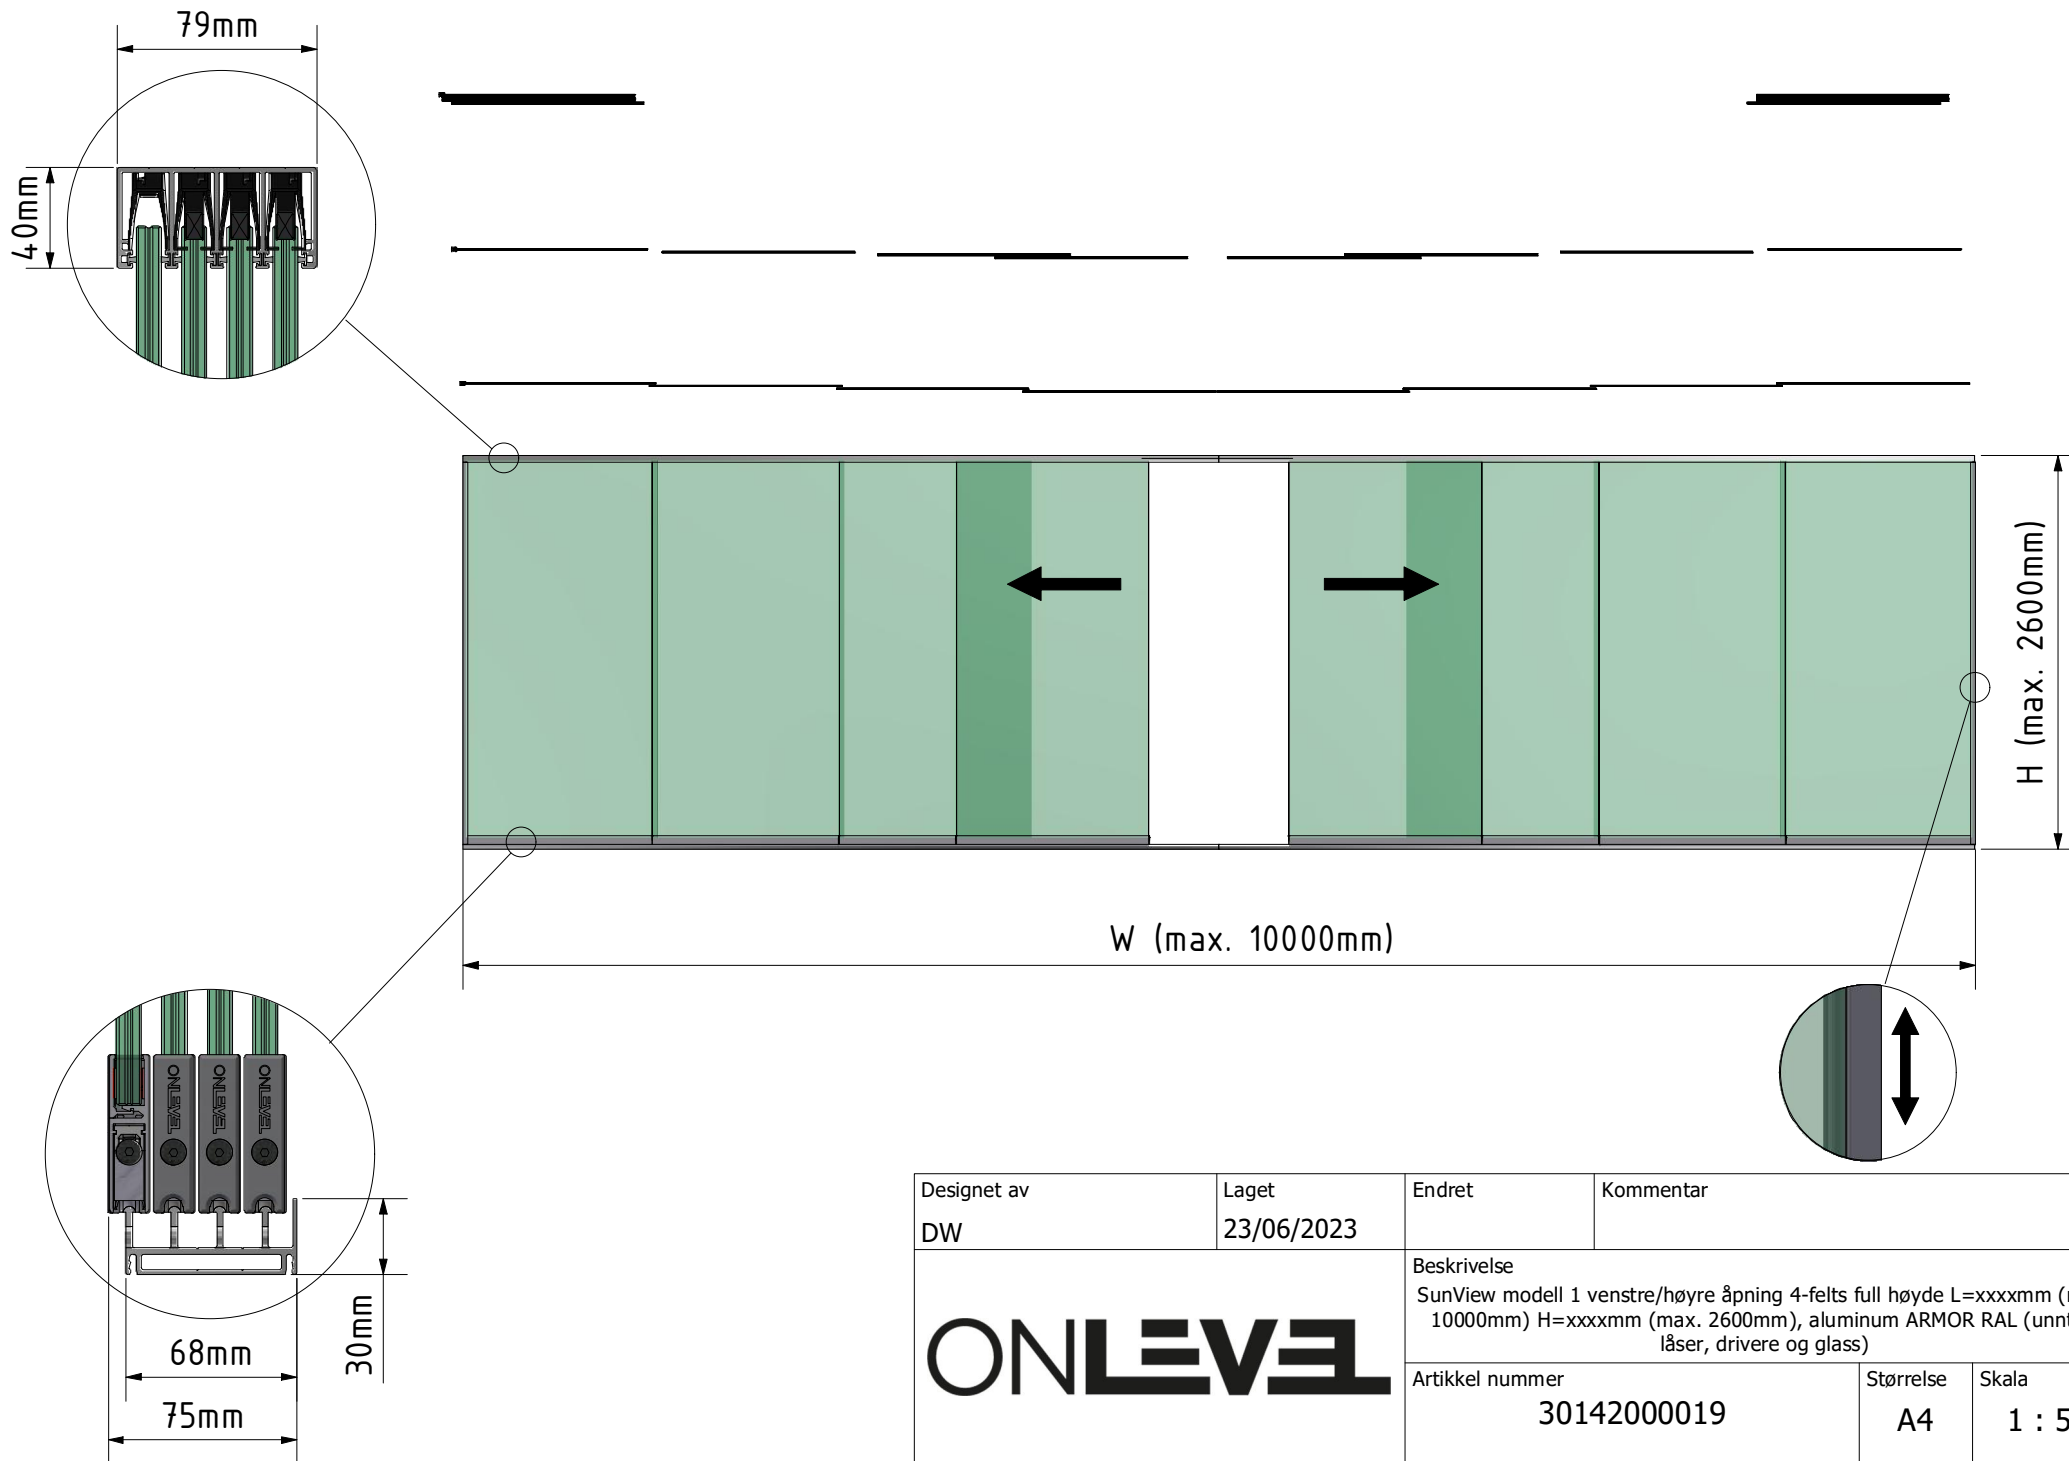 79mm
40mm
H (max. 2600mm)
W (max. 10000mm)
ONLEVEL
ONLEVEL
ONLEVEL
30mm
68mm
75mm
Designet av
DW
Laget
23/06/2023
Endret
Kommentar
ONLEVEL
Beskrivelse
SunView modell 1 venstre/høyre åpning 4-felts full høyde L=xxxxmm
10000mm) H=xxxxmm (max. 2600mm), aluminum ARMOR RAL
låser, drivere og glass)
Artikkel nummer
30142000019
Størrelse
A4
Skala
1 : 5